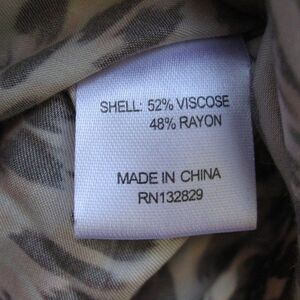 SHELL: 52% VISCOSE
48% RAYON
MADE IN CHINA
RN132829